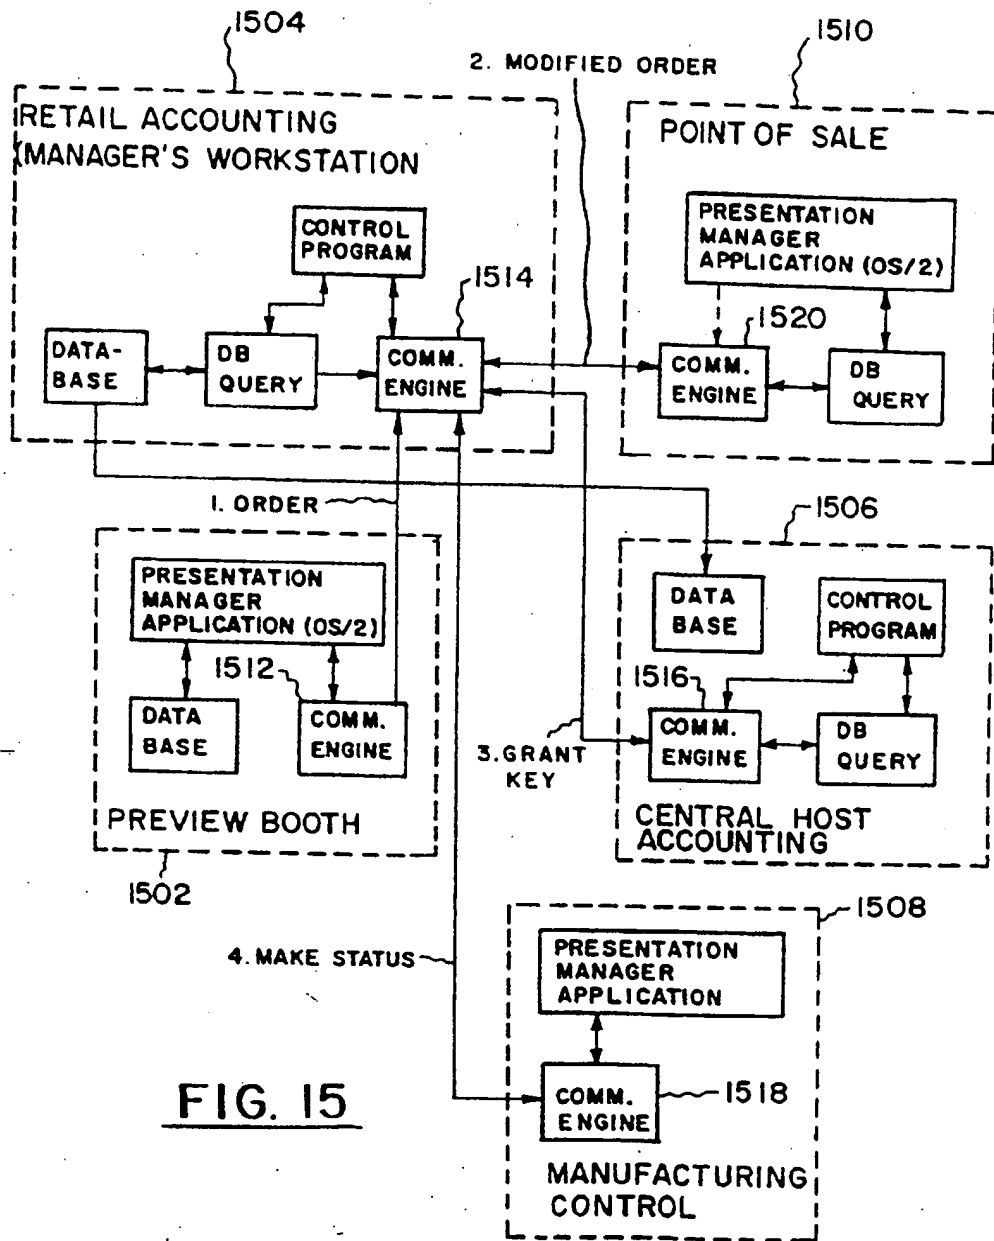 1504
1510
2. MODIFIED ORDER
RETAIL ACCOUNTING
(MANAGER'S WORKSTATION
CONTROL
PROGRAM
1514
DATA-
BASE
DB
QUERY
COMM.
ENGINE
POINT OF SALE
PRESENTATION
MANAGER
APPLICATION (OS/2)
1520
COMM.
ENGINE
DB
QUERY
1. ORDER
PRESENTATION
MANAGER
APPLICATION (OS/2)
1512
DATA
BASE
COMM.
ENGINE
PREVIEW BOOTH
1502
1506
DATA
BASE
CONTROL
PROGRAM
1516
COMM.
ENGINE
DB
QUERY
3. GRANT
KEY
CENTRAL HOST
ACCOUNTING
1508
4. MAKE STATUS
PRESENTATION
MANAGER
APPLICATION
COMM.
ENGINE
1518
MANUFACTURING
CONTROL
FIG. 15